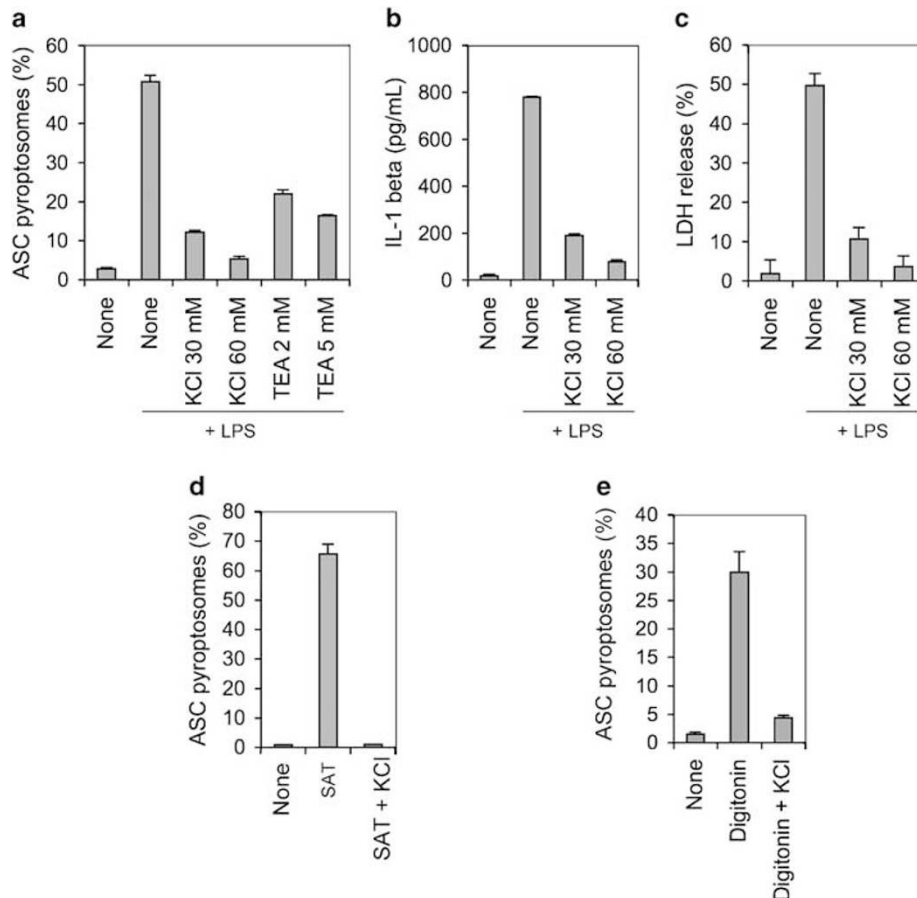 a
ASC pyroptosomes (%)
60
50
40
30
20
10
0
None
None
KCl 30 mM
KCl 60 mM
TEA 2 mM
TEA 5 mM
+ LPS
b
IL-1 beta (pg/mL)
1000
800
600
400
200
0
None
None
KCl 30 mM
KCl 60 mM
+ LPS
c
LDH release (%)
60
50
40
30
20
10
0
None
None
KCl 30 mM
KCl 60 mM
+ LPS
d
ASC pyroptosomes (%)
80
70
60
50
40
30
20
10
0
None
SAT
SAT + KCl
e
ASC pyroptosomes (%)
40
35
30
25
20
15
10
5
0
None
Digitonin
Digitonin + KCl